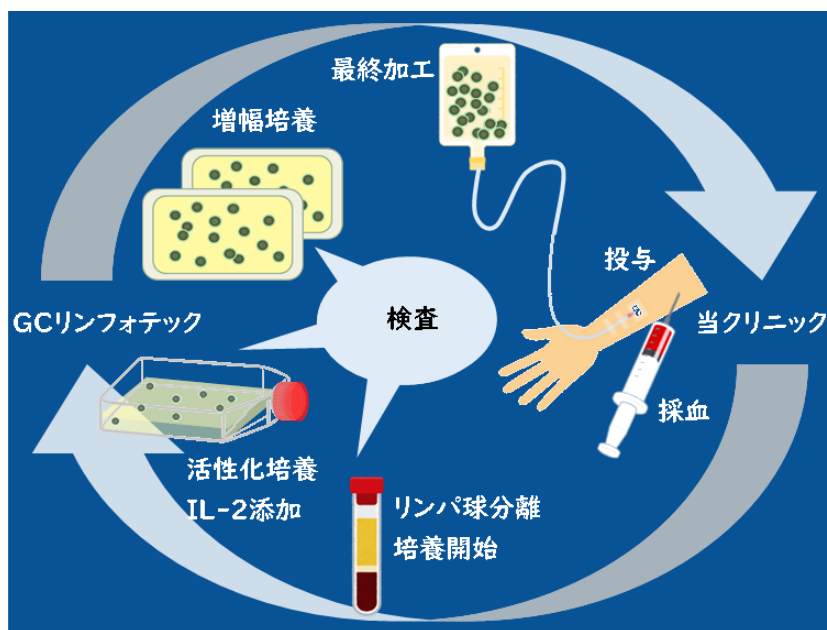 最終加工
増幅培養
投与
GCリンフォテック
検査
当クリニック
採血
活性化培養
IL-2添加
リンパ球分離
培養開始